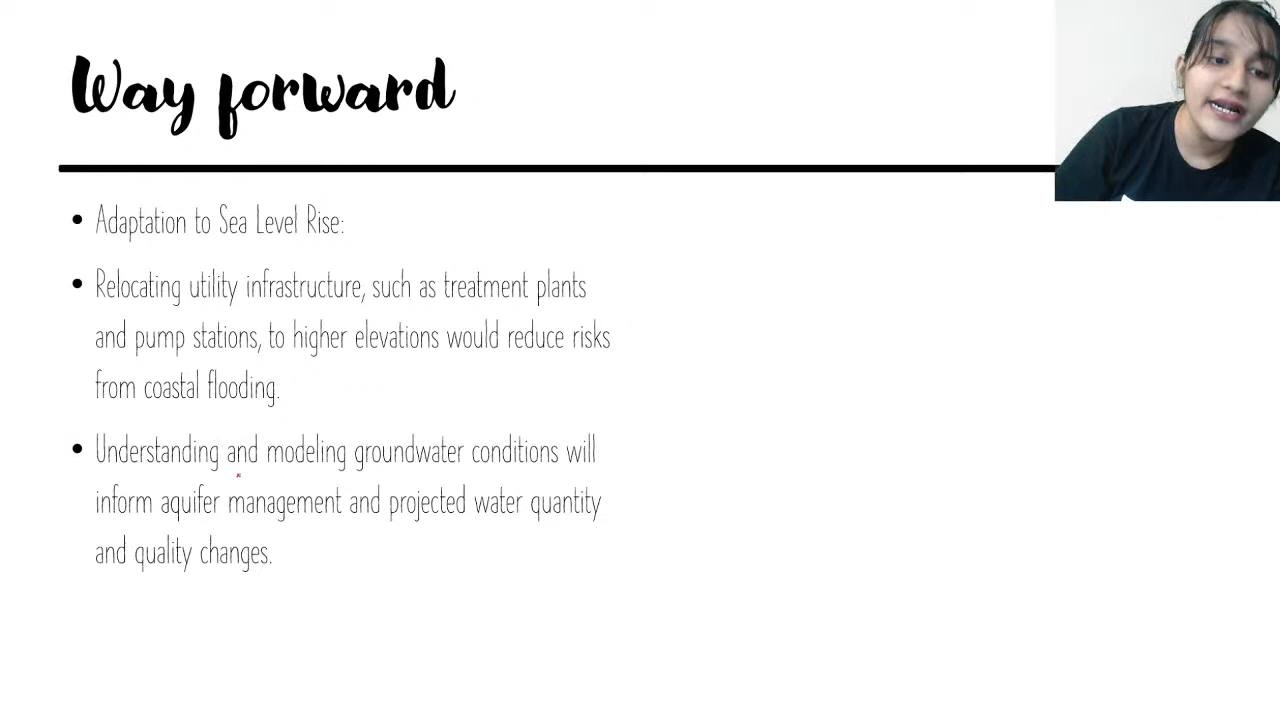 Way forward
• Adaptation to Sea Level Rise:
• Relocating utility infrastructure, such as treatment plants
and pump stations, to higher elevations would reduce risks
from coastal flooding.
• Understanding and modeling groundwater conditions will
inform aquifer management and projected water quantity
and quality changes.